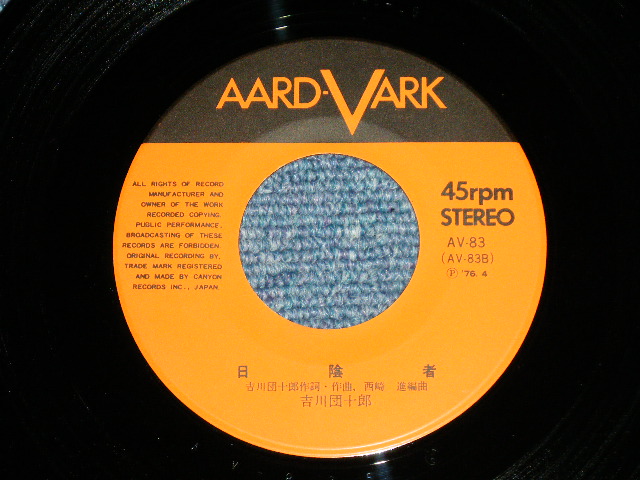 AARD-VARK
ALL RIGHTS OF RECORD
MANUFACTURER AND
OWNER OF THE WORK
RECORDED COPYING,
PUBLIC PERFORMANCE,
BROADCASTING OF THESE
RECORDS ARE FORBIDDEN.
ORIGINAL RECORDING BY,
TRADE MARK REGISTERED
AND MADE BY CANYON
RECORDS INC., JAPAN.
45rpm
STEREO
AV-83
(AV-83B)
Ⓟ '76. 4
日陰者
吉川団十郎作詞・作曲, 西崎 進編曲
吉川団十郎